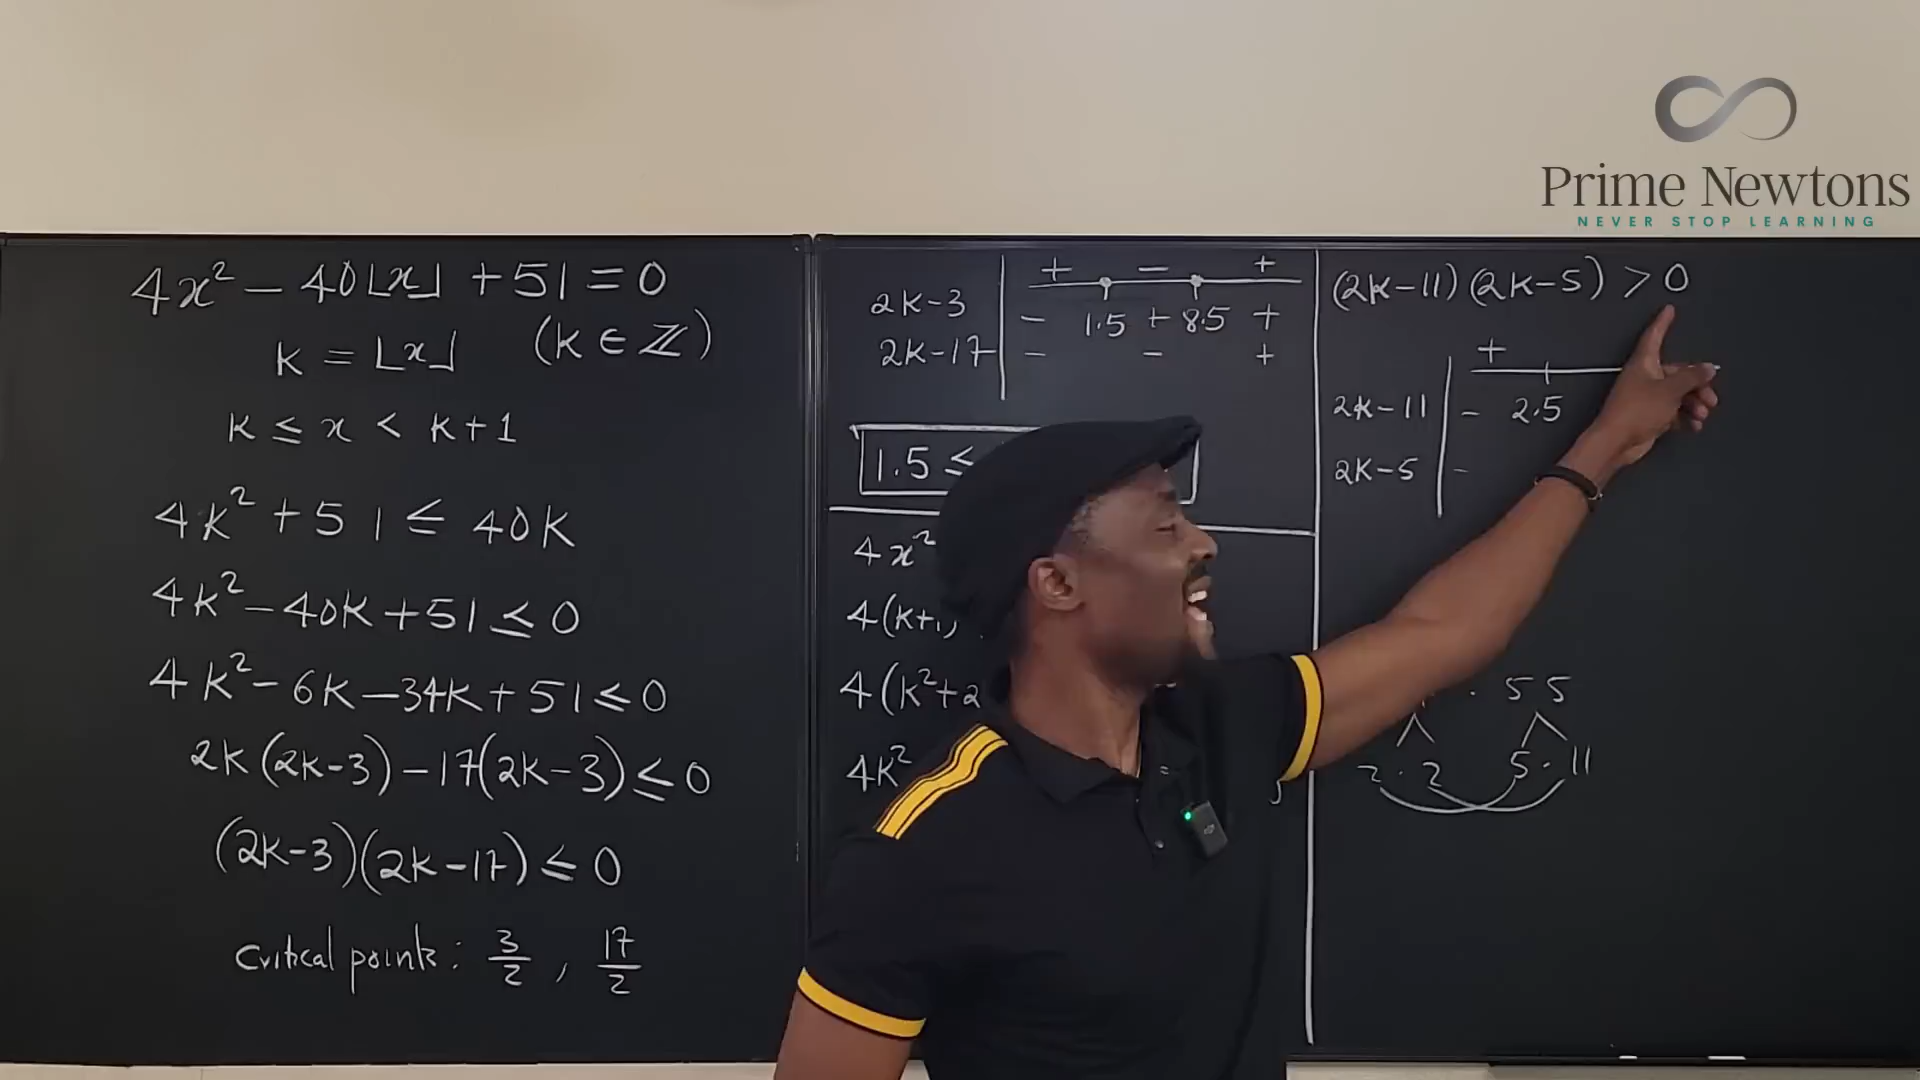 Prime Newtons
NEVER STOP LEARNING
4x² - 40⌊x⌋ + 51 = 0
k = ⌊x⌋ (k ∈ ℤ)
k ≤ x < k+1
4k² + 51 ≤ 40k
4k² - 40k + 51 ≤ 0
4k² - 6k - 34k + 51 ≤ 0
2k(2k-3) - 17(2k-3) ≤ 0
(2k-3)(2k-17) ≤ 0
Critical points: 3/2 , 17/2
+ - +
2k-3 - 1.5 + 8.5 +
2k-17 - - +
1.5 ≤
4x²
4(k+1)
4(k²+2
4k²
(2k-11)(2k-5) > 0
+
2k-11 - 2.5
2k-5 -
· 55
2·2 5·11